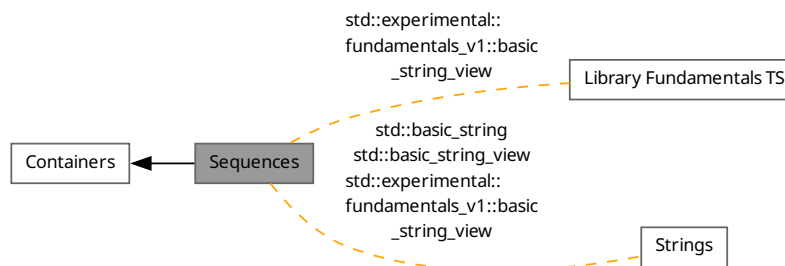 std::experimental::
fundamentals_v1::basic
_string_view
Library Fundamentals TS
std::basic_string
std::basic_string_view
Containers
Sequences
std::experimental::
fundamentals_v1::basic
_string_view
Strings